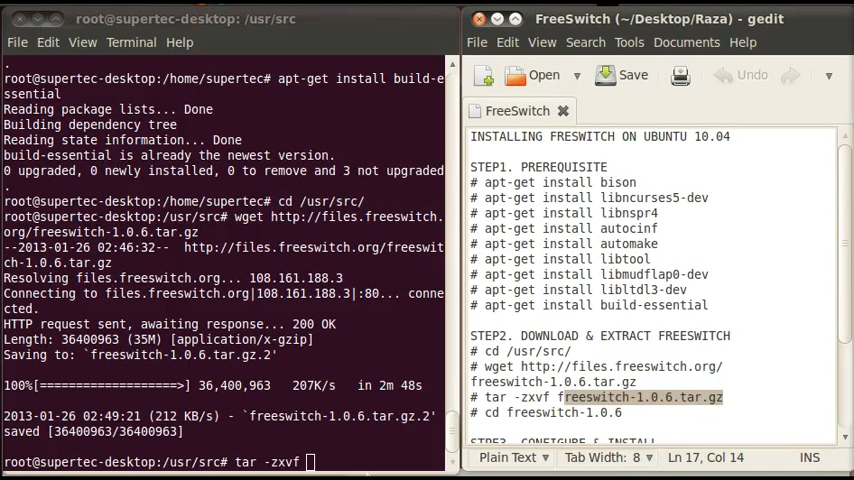 root@supertec-desktop: /usr/src
File Edit View Terminal Help
.
root@supertec-desktop:/home/supertec# apt-get install build-e
ssential
Reading package lists... Done
Building dependency tree
Reading state information... Done
build-essential is already the newest version.
0 upgraded, 0 newly installed, 0 to remove and 3 not upgraded
.
root@supertec-desktop:/home/supertec# cd /usr/src/
root@supertec-desktop:/usr/src# wget http://files.freeswitch.
org/freeswitch-1.0.6.tar.gz
--2013-01-26 02:46:32-- http://files.freeswitch.org/freeswit
ch-1.0.6.tar.gz
Resolving files.freeswitch.org... 108.161.188.3
Connecting to files.freeswitch.org|108.161.188.3|:80... conne
cted.
HTTP request sent, awaiting response... 200 OK
Length: 36400963 (35M) [application/x-gzip]
Saving to: `freeswitch-1.0.6.tar.gz.2'
100%[===================>] 36,400,963 207K/s in 2m 48s
2013-01-26 02:49:21 (212 KB/s) - `freeswitch-1.0.6.tar.gz.2'
saved [36400963/36400963]
root@supertec-desktop:/usr/src# tar -zxvf
FreeSwitch (~/Desktop/Raza) - gedit
File Edit View Search Tools Documents Help
Open Save Undo
FreeSwitch
INSTALLING FRESWITCH ON UBUNTU 10.04
STEP1. PREREQUISITE
# apt-get install bison
# apt-get install libncurses5-dev
# apt-get install libnspr4
# apt-get install autocinf
# apt-get install automake
# apt-get install libtool
# apt-get install libmudflap0-dev
# apt-get install libltdl3-dev
# apt-get install build-essential
STEP2. DOWNLOAD & EXTRACT FREESWITCH
# cd /usr/src/
# wget http://files.freeswitch.org/
freeswitch-1.0.6.tar.gz
# tar -zxvf freeswitch-1.0.6.tar.gz
# cd freeswitch-1.0.6
STEP3. CONFIGURE & INSTALL
Plain Text Tab Width: 8 Ln 17, Col 14 INS